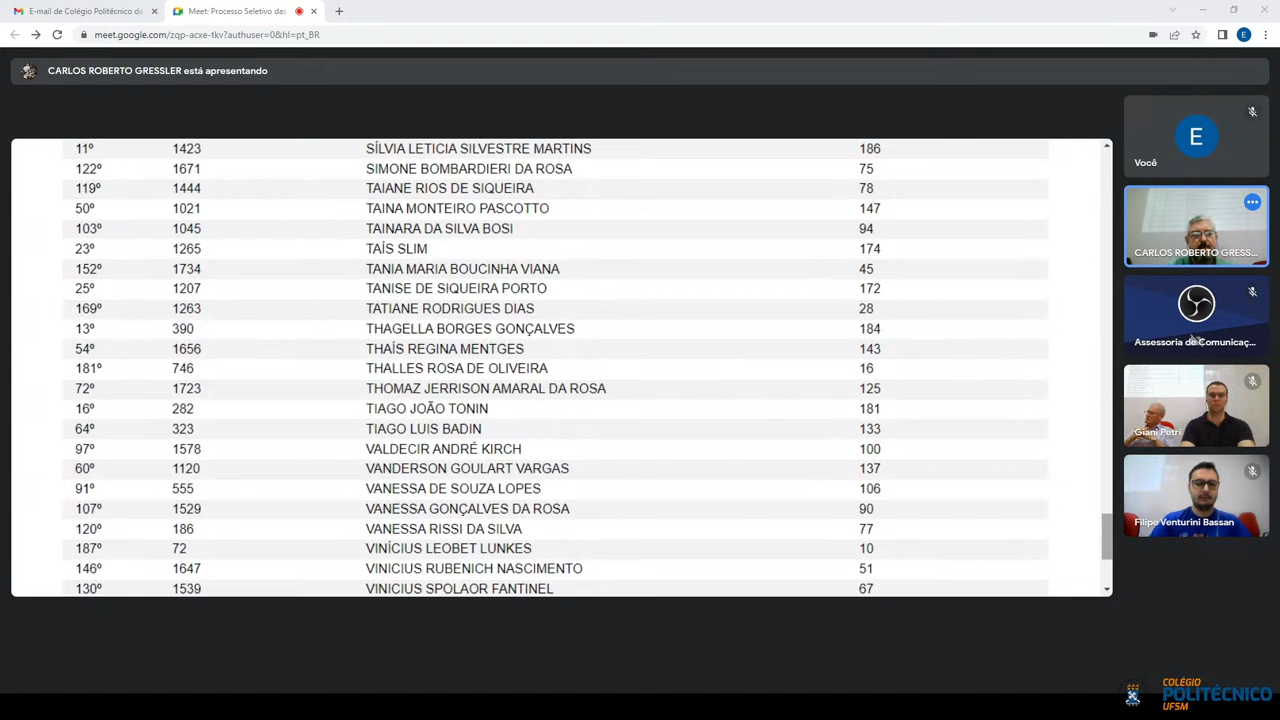 E-mail de Colégio Politécnico da
Meet: Processo Seletivo das
meet.google.com/zqp-acxe-tkv?authuser=0&hl=pt_BR
E
CARLOS ROBERTO GRESSLER está apresentando
11º 1423 SÍLVIA LETICIA SILVESTRE MARTINS 186
122º 1671 SIMONE BOMBARDIERI DA ROSA 75
119º 1444 TAIANE RIOS DE SIQUEIRA 78
50º 1021 TAINA MONTEIRO PASCOTTO 147
103º 1045 TAINARA DA SILVA BOSI 94
23º 1265 TAÍS SLIM 174
152º 1734 TANIA MARIA BOUCINHA VIANA 45
25º 1207 TANISE DE SIQUEIRA PORTO 172
169º 1263 TATIANE RODRIGUES DIAS 28
13º 390 THAGELLA BORGES GONÇALVES 184
54º 1656 THAÍS REGINA MENTGES 143
181º 746 THALLES ROSA DE OLIVEIRA 16
72º 1723 THOMAZ JERRISON AMARAL DA ROSA 125
16º 282 TIAGO JOÃO TONIN 181
64º 323 TIAGO LUIS BADIN 133
97º 1578 VALDECIR ANDRÉ KIRCH 100
60º 1120 VANDERSON GOULART VARGAS 137
91º 555 VANESSA DE SOUZA LOPES 106
107º 1529 VANESSA GONÇALVES DA ROSA 90
120º 186 VANESSA RISSI DA SILVA 77
187º 72 VINÍCIUS LEOBET LUNKES 10
146º 1647 VINICIUS RUBENICH NASCIMENTO 51
130º 1539 VINICIUS SPOLAOR FANTINEL 67
E
Você
CARLOS ROBERTO GRESS...
Assessoria de Comunicaç...
Giani Petri
Filipe Venturini Bassan
COLÉGIO
POLITÉCNICO
UFSM